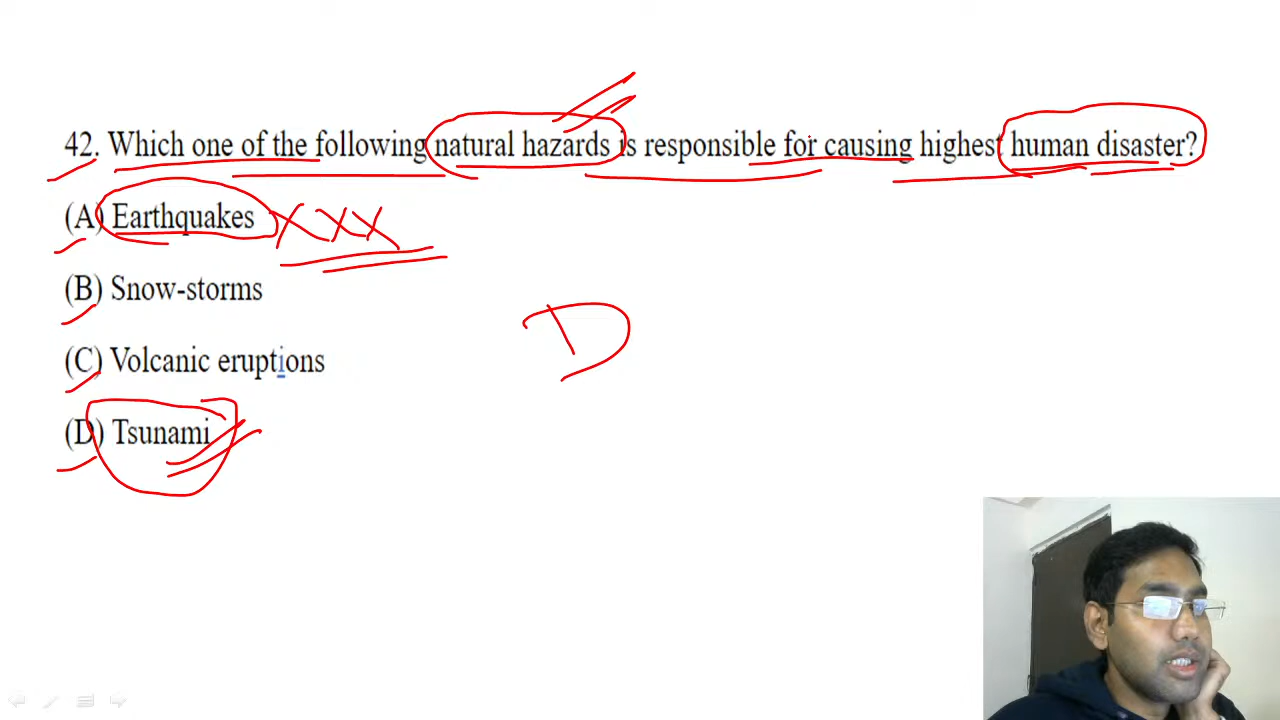 42. Which one of the following natural hazards is responsible for causing highest human disaster?
(A) Earthquakes XXX
(B) Snow-storms
D
(C) Volcanic eruptions
(D) Tsunami